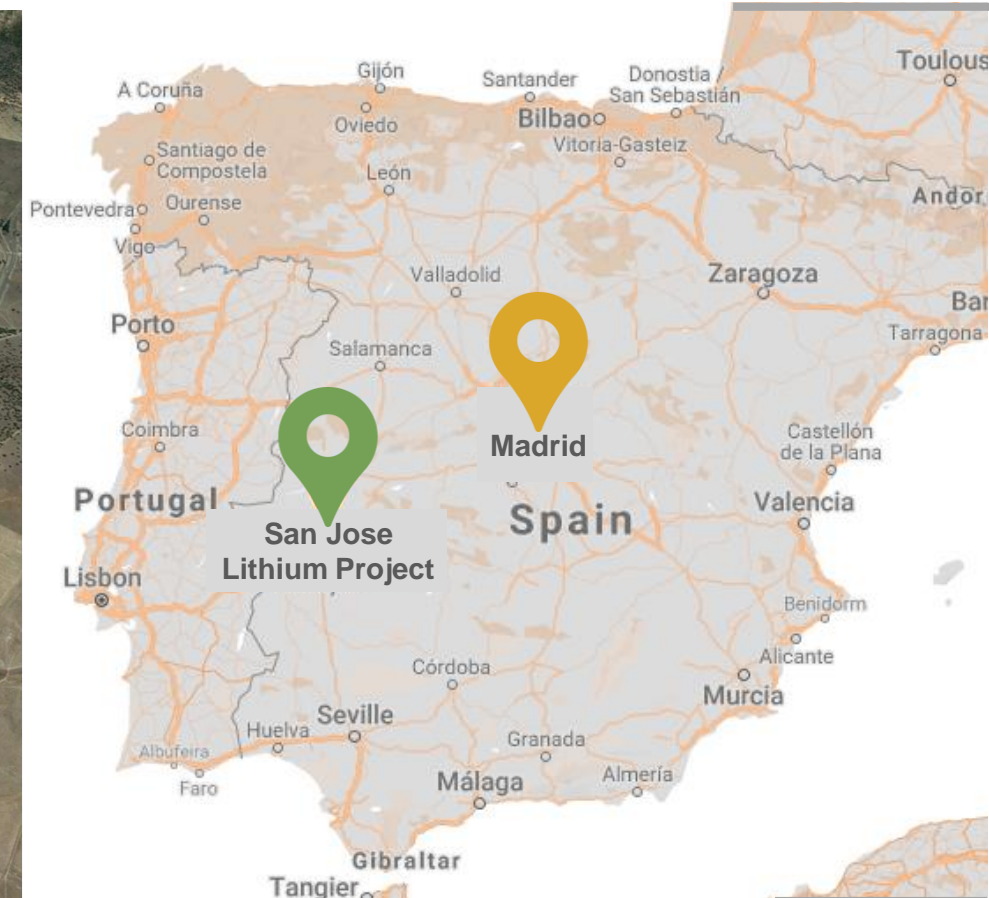 Toulous
Gijón
Santander
Donostia /
San Sebastián
A Coruña
Bilbao
Oviedo
Vitoria-Gasteiz
Santiago de
Compostela
León
Andor
Pontevedra
Ourense
Vigo
Valladolid
Zaragoza
Bar
Porto
Tarragona
Salamanca
Coimbra
Madrid
Castellón
de la Plana
Portugal
Valencia
Spain
San Jose
Lithium Project
Lisbon
Benidorm
Alicante
Córdoba
Murcia
Seville
Huelva
Granada
Albufeira
Faro
Málaga
Almería
Gibraltar
Tangier